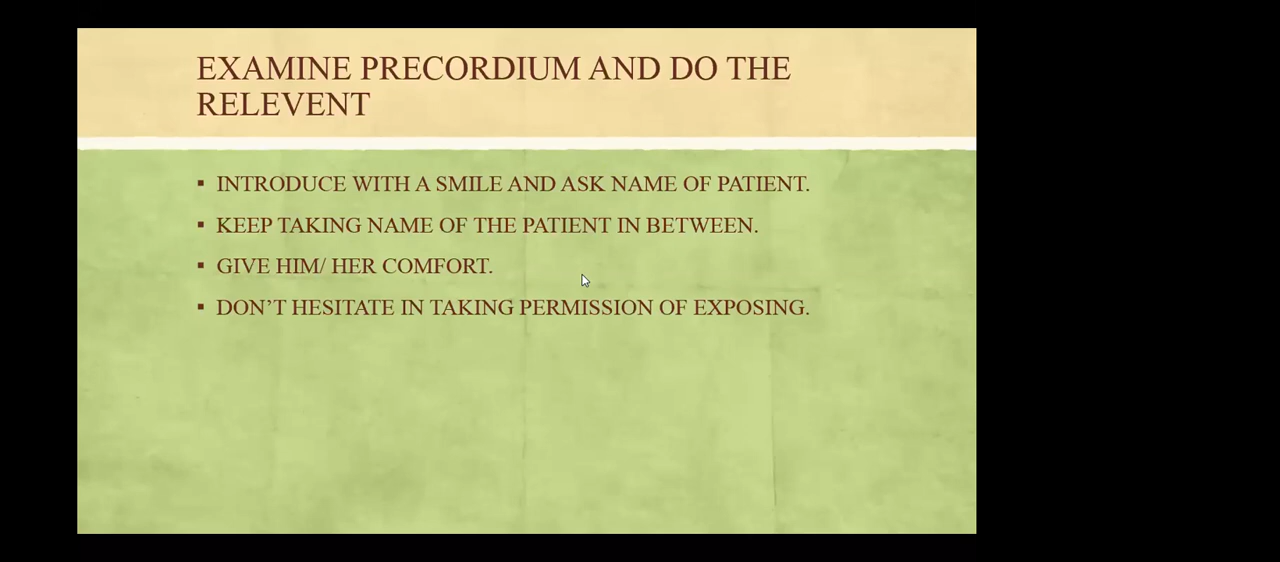 EXAMINE PRECORDIUM AND DO THE
RELEVENT
▪ INTRODUCE WITH A SMILE AND ASK NAME OF PATIENT.
▪ KEEP TAKING NAME OF THE PATIENT IN BETWEEN.
▪ GIVE HIM/ HER COMFORT.
▪ DON’T HESITATE IN TAKING PERMISSION OF EXPOSING.